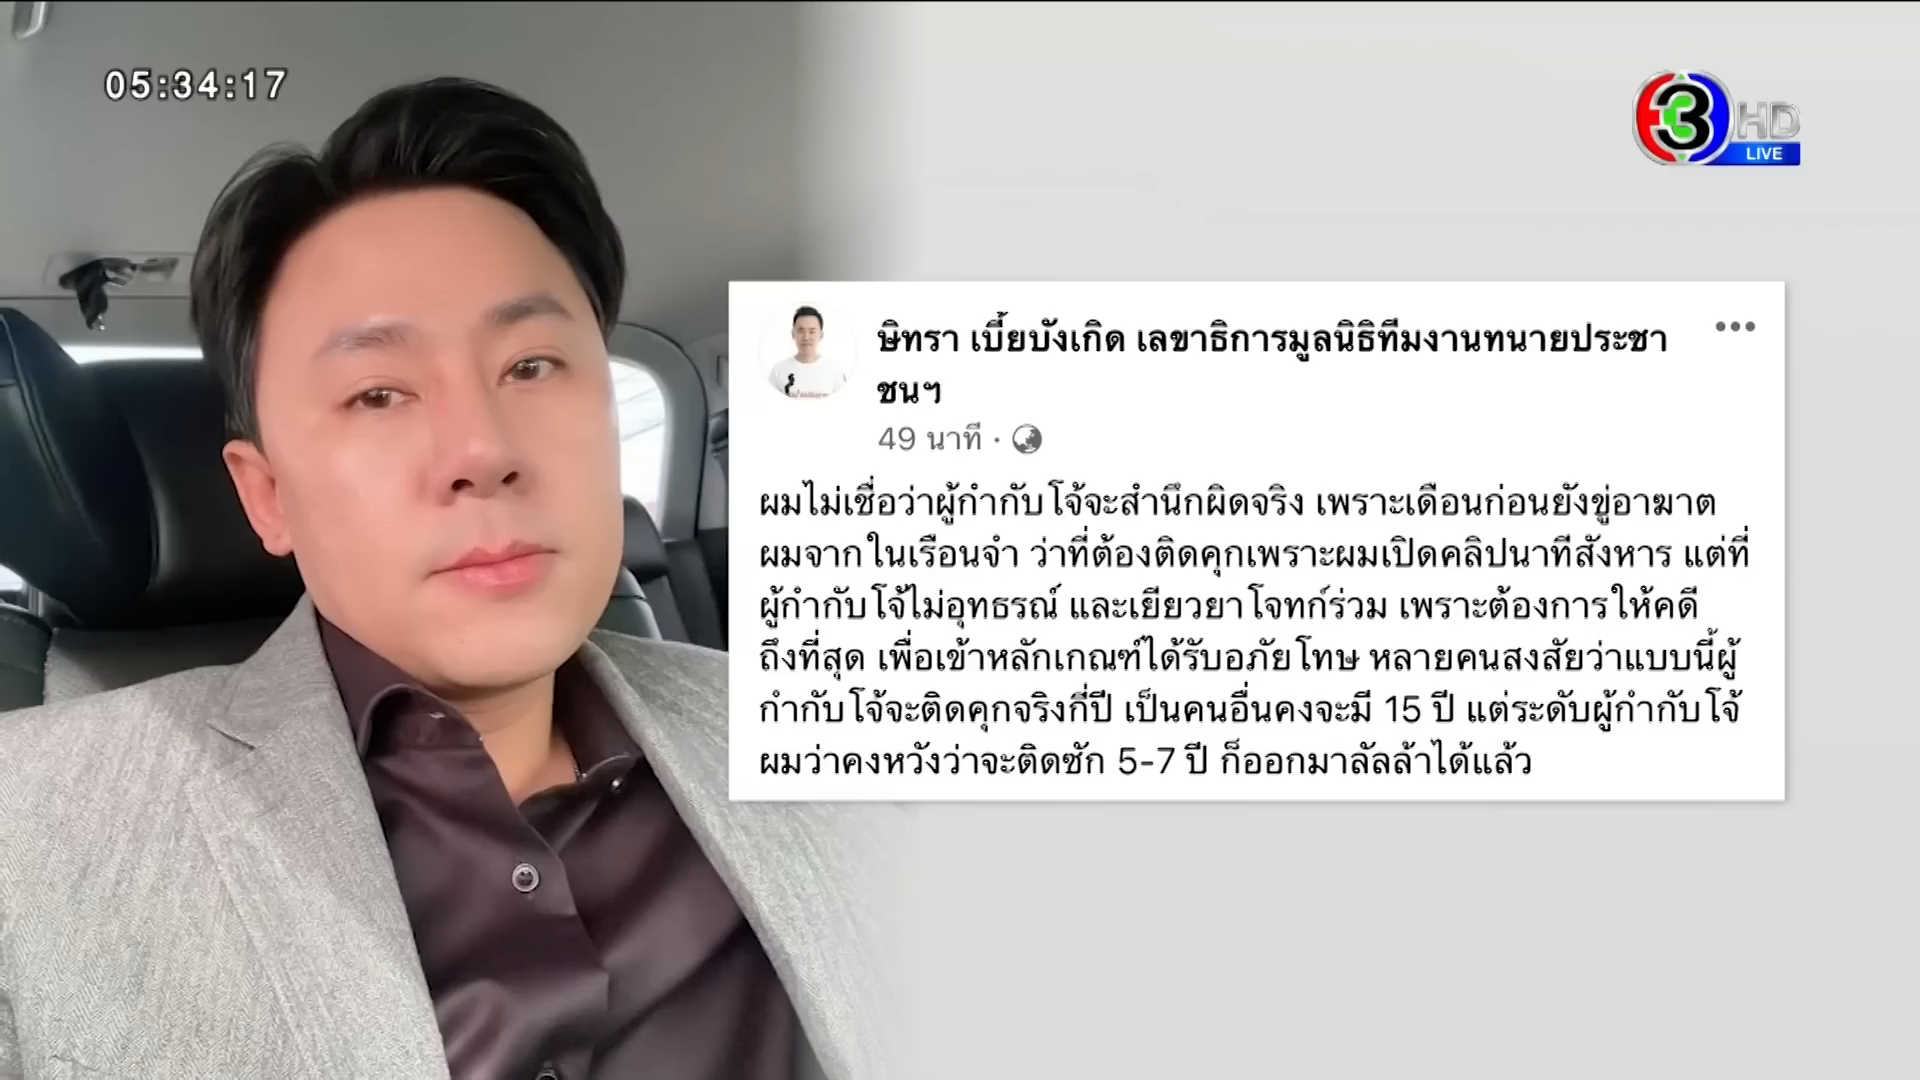 05:34:17
3 HD
LIVE
ษิทรา เบี้ยบังเกิด เลขาธิการมูลนิธิทีมงานทนายประชา
ชนฯ
49 นาที ·
ผมไม่เชื่อว่าผู้กำกับโจ้จะสำนึกผิดจริง เพราะเดือนก่อนยังขู่อาฆาต
ผมจากในเรือนจำ ว่าที่ต้องติดคุกเพราะผมเปิดคลิปนาทีสังหาร แต่ที่
ผู้กำกับโจ้ไม่อุทธรณ์ และเยียวยาโจทก์ร่วม เพราะต้องการให้คดี
ถึงที่สุด เพื่อเข้าหลักเกณฑ์ได้รับอภัยโทษ หลายคนสงสัยว่าแบบนี้ผู้
กำกับโจ้จะติดคุกจริงกี่ปี เป็นคนอื่นคงจะมี 15 ปี แต่ระดับผู้กำกับโจ้
ผมว่าคงหวังว่าจะติดซัก 5-7 ปี ก็ออกมาลัลล้าได้แล้ว